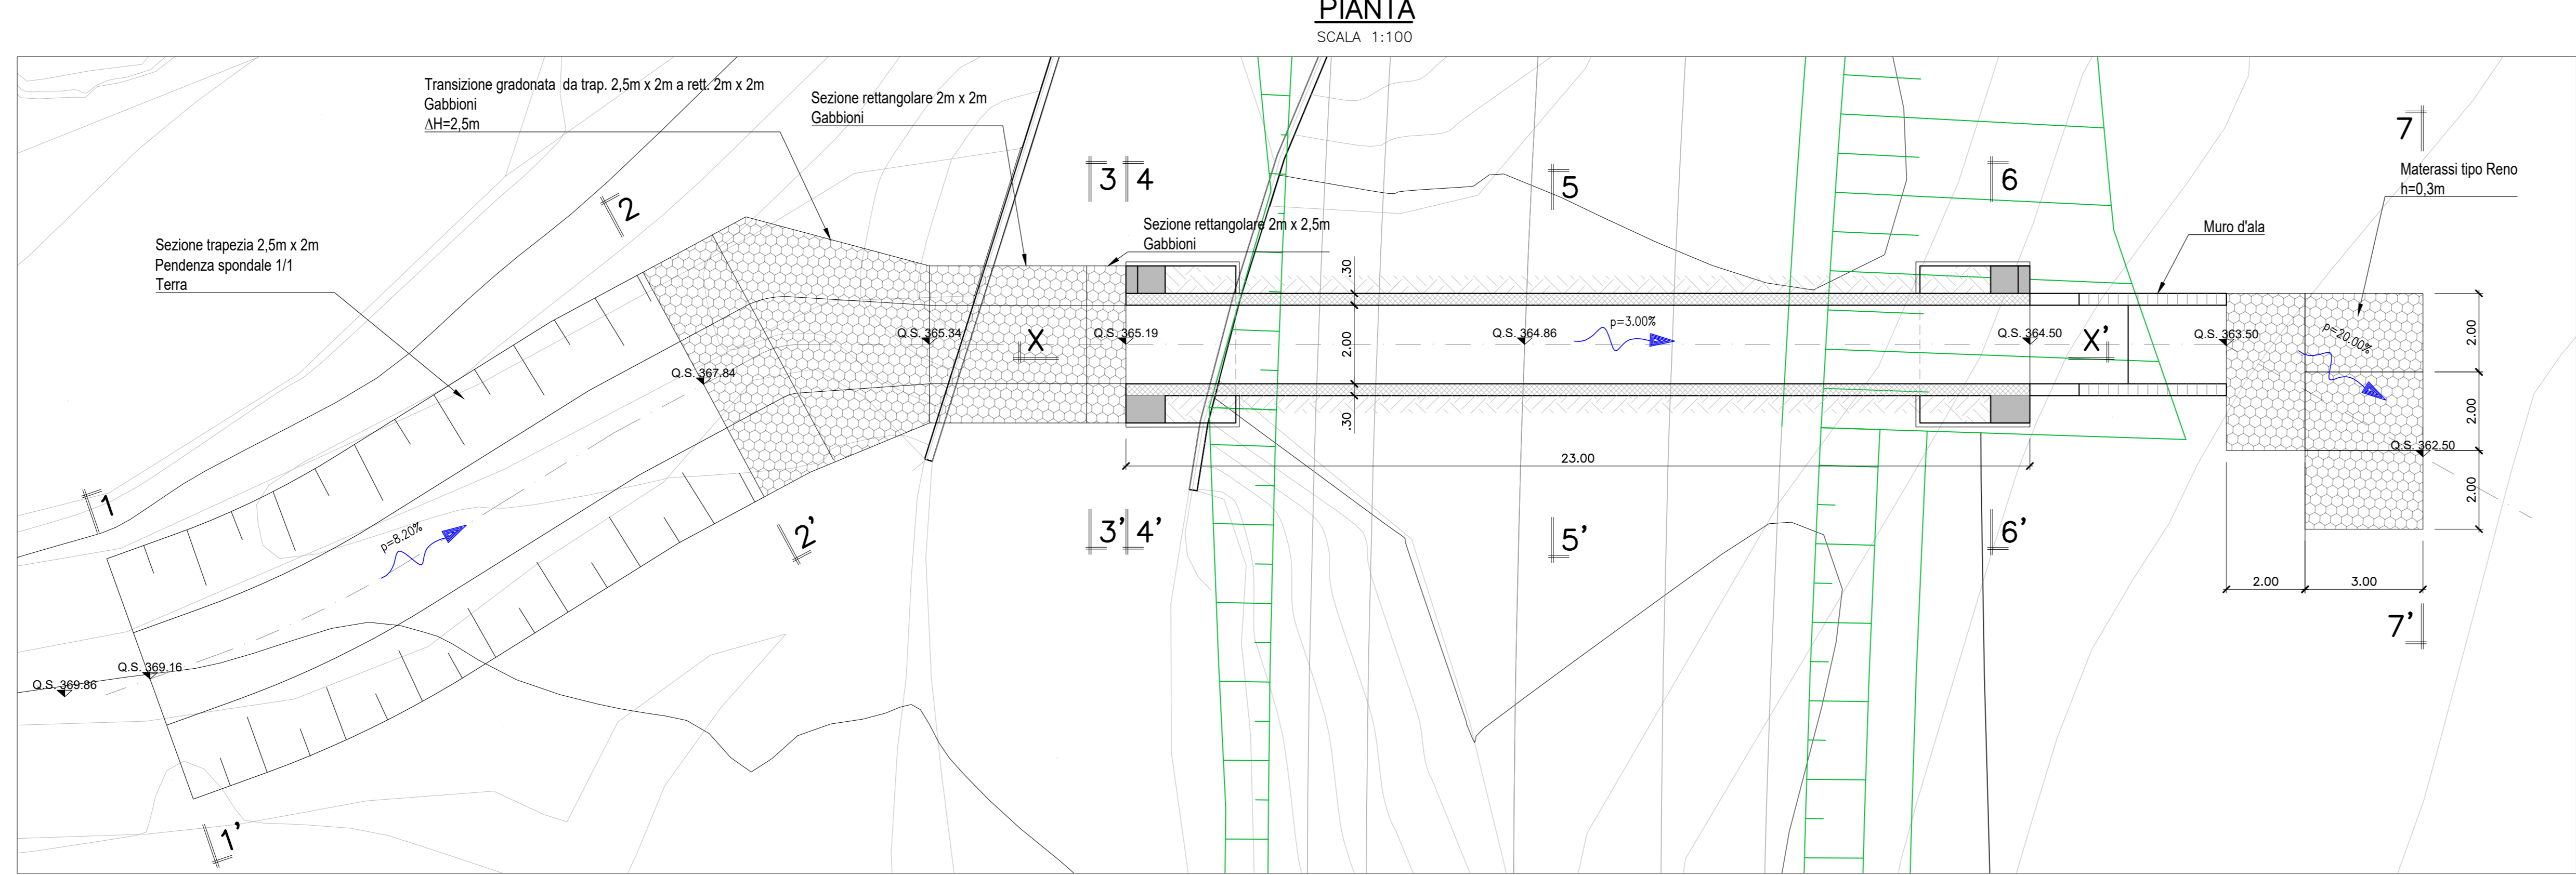 PIANTA
SCALA 1:100
Transizione gradonata da trap. 2,5m x 2m a rett. 2m x 2m
Gabbioni
ΔH=2,5m
Sezione rettangolare 2m x 2m
Gabbioni
7
Materassi tipo Reno
h=0,3m
3
4
5
6
2
Sezione rettangolare 2m x 2,5m
Gabbioni
Muro d'ala
Sezione trapezia 2,5m x 2m
Pendenza spondale 1/1
Terra
.30
Q.S. 365.34
X
Q.S. 365.19
2.00
Q.S. 364.86
p=3.00%
Q.S. 364.50
X'
Q.S. 363.50
p=20.00%
2.00
Q.S. 367.84
.30
2.00
Q.S. 362.50
23.00
2.00
1
p=8.20%
2'
3'
4'
5'
6'
2.00
3.00
7'
Q.S. 369.16
Q.S. 369.86
1'